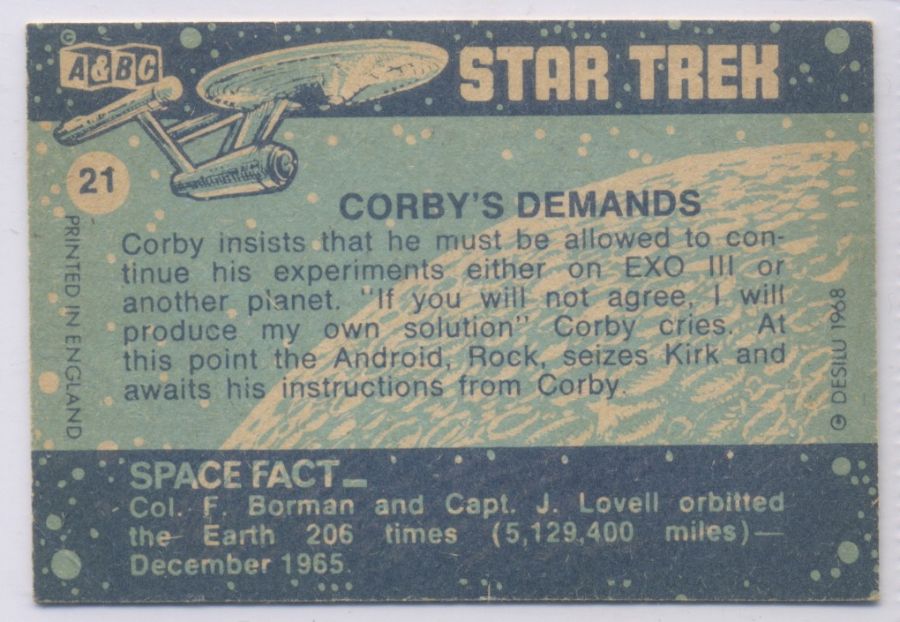 ©
A&BC
STAR TREK
21
CORBY'S DEMANDS
Corby insists that he must be allowed to con-
tinue his experiments either on EXO III or
another planet. "If you will not agree, I will
produce my own solution" Corby cries. At
this point the Android, Rock, seizes Kirk and
awaits his instructions from Corby.
PRINTED IN ENGLAND
© DESILU 1968
SPACE FACT_
Col. F. Borman and Capt. J. Lovell orbitted
the Earth 206 times (5,129,400 miles)—
December 1965.